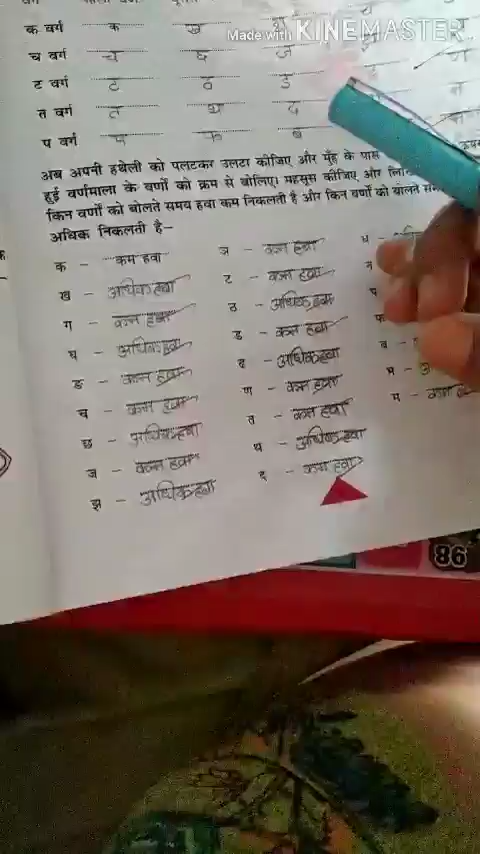 Made with KINEMASTER
क वर्ग क ख
च वर्ग च छ ज
ट वर्ग ट ठ ड
त वर्ग त थ द
प वर्ग प फ ब
अब अपनी हथेली को पलटकर उलटा कीजिए और मुँह के पास
हुई वर्णमाला के वर्णों को क्रम से बोलिए। महसूस कीजिए और
किन वर्णों को बोलते समय हवा कम निकलती है और किन वर्णों को बोलते
अधिक निकलती है–
क – कम हवा
ख – अधिक हवा
ग – कम हवा
घ – अधिक हवा
ङ – कम हवा
च – कम हवा
छ – अधिक हवा
ज – कम हवा
झ – अधिक हवा
ञ – कम हवा
ट – कम हवा
ठ – अधिक हवा
ड – कम हवा
ढ – अधिक हवा
ण – कम हवा
त – कम हवा
थ – अधिक हवा
द – कम हवा
ब –
भ –
म – कम
86